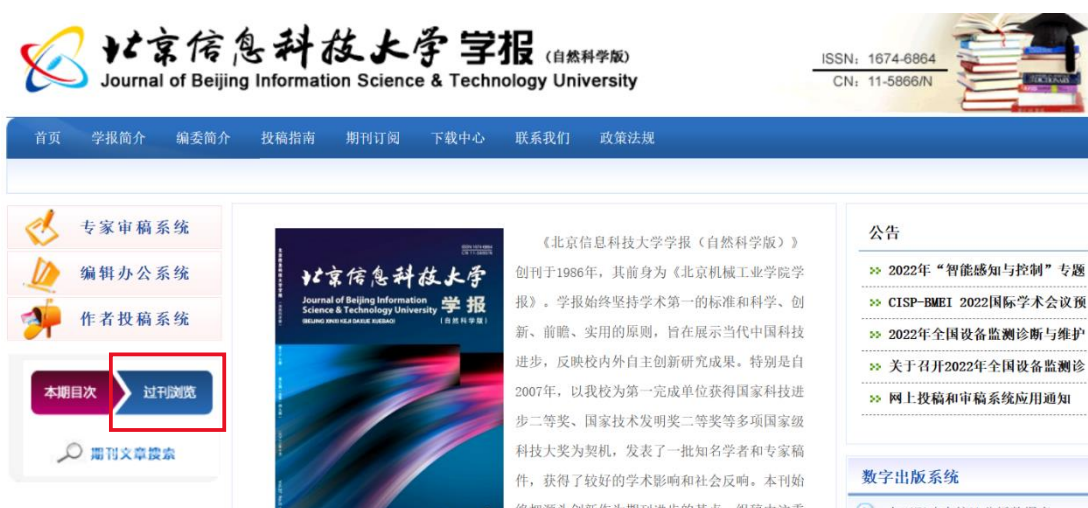 北京信息科技大学 学报 (自然科学版)
Journal of Beijing Information Science & Technology University
ISSN: 1674-6864
CN: 11-5866/N
首页 学报简介 编委简介 投稿指南 期刊订阅 下载中心 联系我们 政策法规
专家审稿系统
编辑办公系统
作者投稿系统
本期目次 过刊浏览
期刊文章搜索
北京信息科技大学
Journal of Beijing Information
Science & Technology University 学报
(BEIJING XINXI KEJI DAXUE XUEBAO) (自然科学版)
《北京信息科技大学学报(自然科学版)》
创刊于1986年,其前身为《北京机械工业学院学
报》。学报始终坚持学术第一的标准和科学、创
新、前瞻、实用的原则,旨在展示当代中国科技
进步,反映校内外自主创新研究成果。特别是自
2007年,以我校为第一完成单位获得国家科技进
步二等奖、国家技术发明奖二等奖等多项国家级
科技大奖为契机,发表了一批知名学者和专家稿
件,获得了较好的学术影响和社会反响。本刊始
公告
2022年“智能感知与控制”专题
CISP-BMEI 2022国际学术会议预
2022年全国设备监测诊断与维护
关于召开2022年全国设备监测诊
网上投稿和审稿系统应用通知
数字出版系统